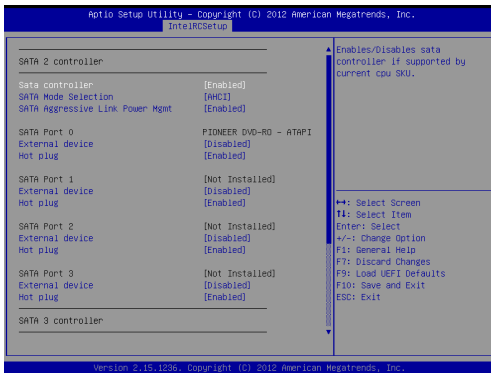 Aptio Setup Utility – Copyright (C) 2012 American Megatrends, Inc.
IntelRCSetup
SATA 2 controller
Sata controller [Enabled]
SATA Mode Selection [AHCI]
SATA Aggressive Link Power Mgmt [Enabled]
SATA Port 0 PIONEER DVD-RO – ATAPI
External device [Disabled]
Hot plug [Enabled]
SATA Port 1 [Not Installed]
External device [Disabled]
Hot plug [Enabled]
SATA Port 2 [Not Installed]
External device [Disabled]
Hot plug [Enabled]
SATA Port 3 [Not Installed]
External device [Disabled]
Hot plug [Enabled]
SATA 3 controller
Enables/Disables sata
controller if supported by
current cpu SKU.
↔: Select Screen
↑↓: Select Item
Enter: Select
+/-: Change Option
F1: General Help
F7: Discard Changes
F9: Load UEFI Defaults
F10: Save and Exit
ESC: Exit
Version 2.15.1236. Copyright (C) 2012 American Megatrends, Inc.